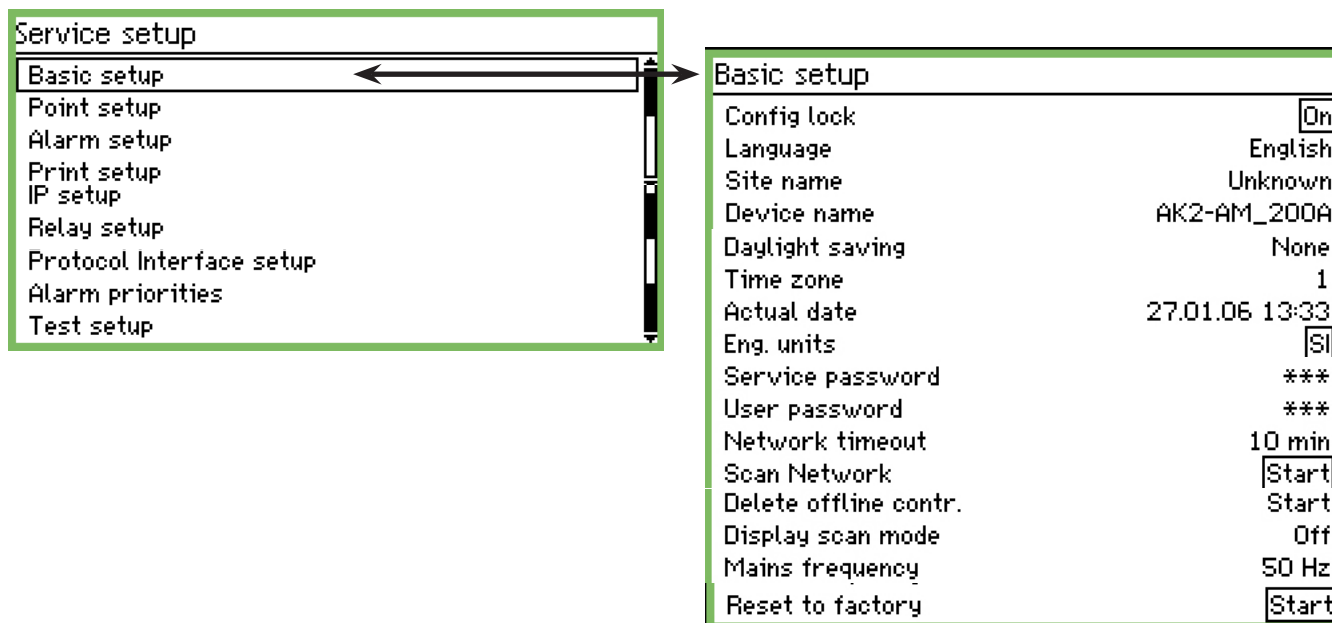 Service setup
Basic setup
Point setup
Alarm setup
Print setup
IP setup
Relay setup
Protocol Interface setup
Alarm priorities
Test setup
Basic setup
Config lock On
Language English
Site name Unknown
Device name AK2-AM_200A
Daylight saving None
Time zone 1
Actual date 27.01.06 13:33
Eng. units SI
Service password ***
User password ***
Network timeout 10 min
Scan Network Start
Delete offline contr. Start
Display scan mode Off
Mains frequency 50 Hz
Reset to factory Start